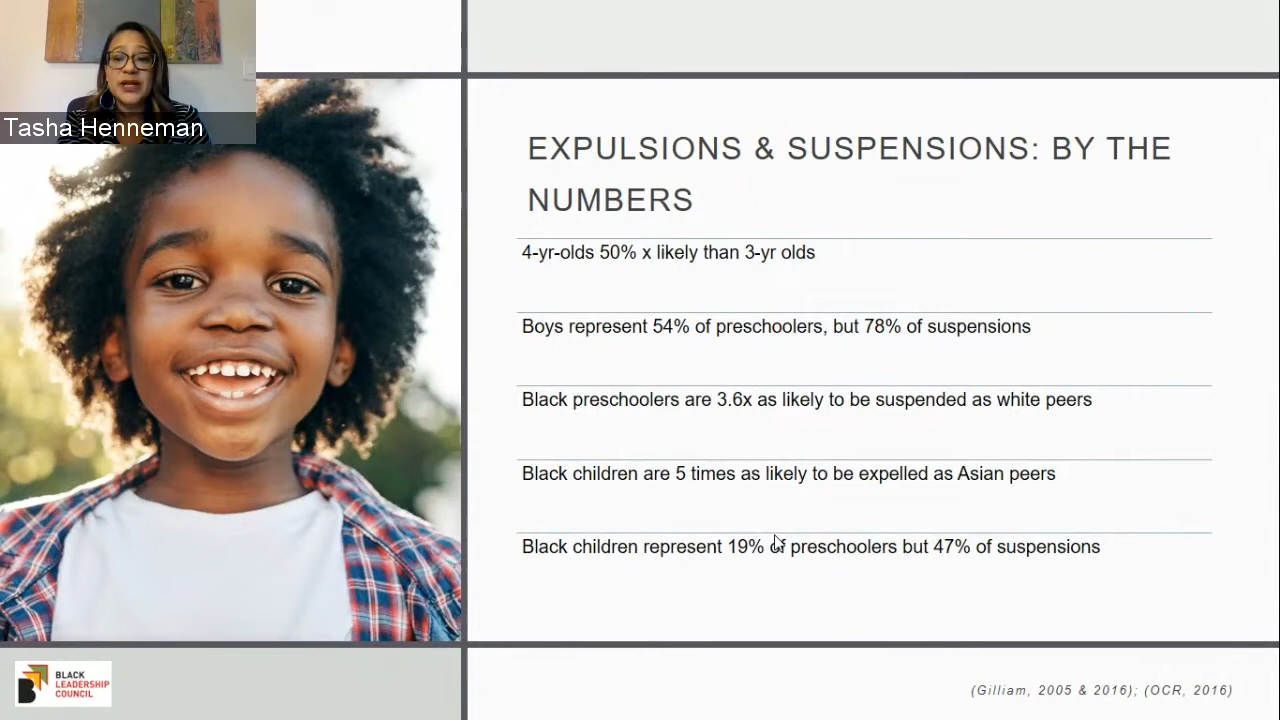 Tasha Henneman
EXPULSIONS & SUSPENSIONS: BY THE
NUMBERS
4-yr-olds 50% x likely than 3-yr olds
Boys represent 54% of preschoolers, but 78% of suspensions
Black preschoolers are 3.6x as likely to be suspended as white peers
Black children are 5 times as likely to be expelled as Asian peers
Black children represent 19% of preschoolers but 47% of suspensions
BLACK
LEADERSHIP
COUNCIL
(Gilliam, 2005 & 2016); (OCR, 2016)